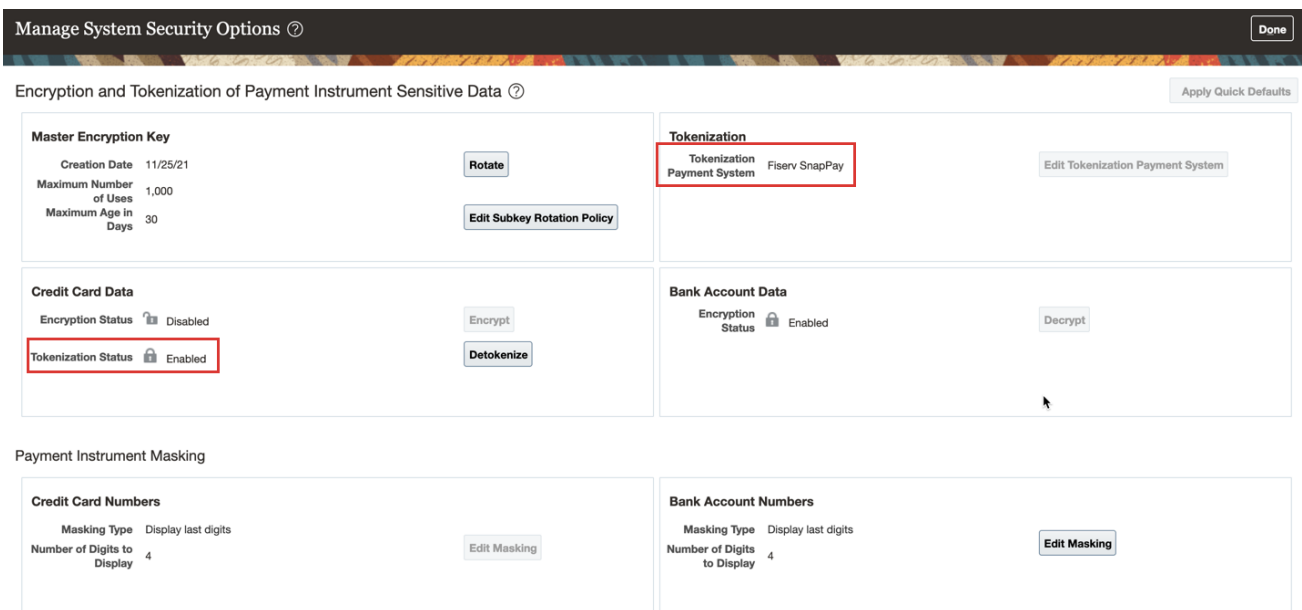 Manage System Security Options ?
Done
Encryption and Tokenization of Payment Instrument Sensitive Data ?
Apply Quick Defaults
Master Encryption Key
Creation Date 11/25/21
Rotate
Maximum Number
of Uses 1,000
Maximum Age in
Days 30
Edit Subkey Rotation Policy
Tokenization
Tokenization
Payment System Fiserv SnapPay
Edit Tokenization Payment System
Credit Card Data
Encryption Status Disabled
Encrypt
Tokenization Status Enabled
Detokenize
Bank Account Data
Encryption
Status Enabled
Decrypt
Payment Instrument Masking
Credit Card Numbers
Masking Type Display last digits
Number of Digits to
Display 4
Edit Masking
Bank Account Numbers
Masking Type Display last digits
Number of Digits
to Display 4
Edit Masking